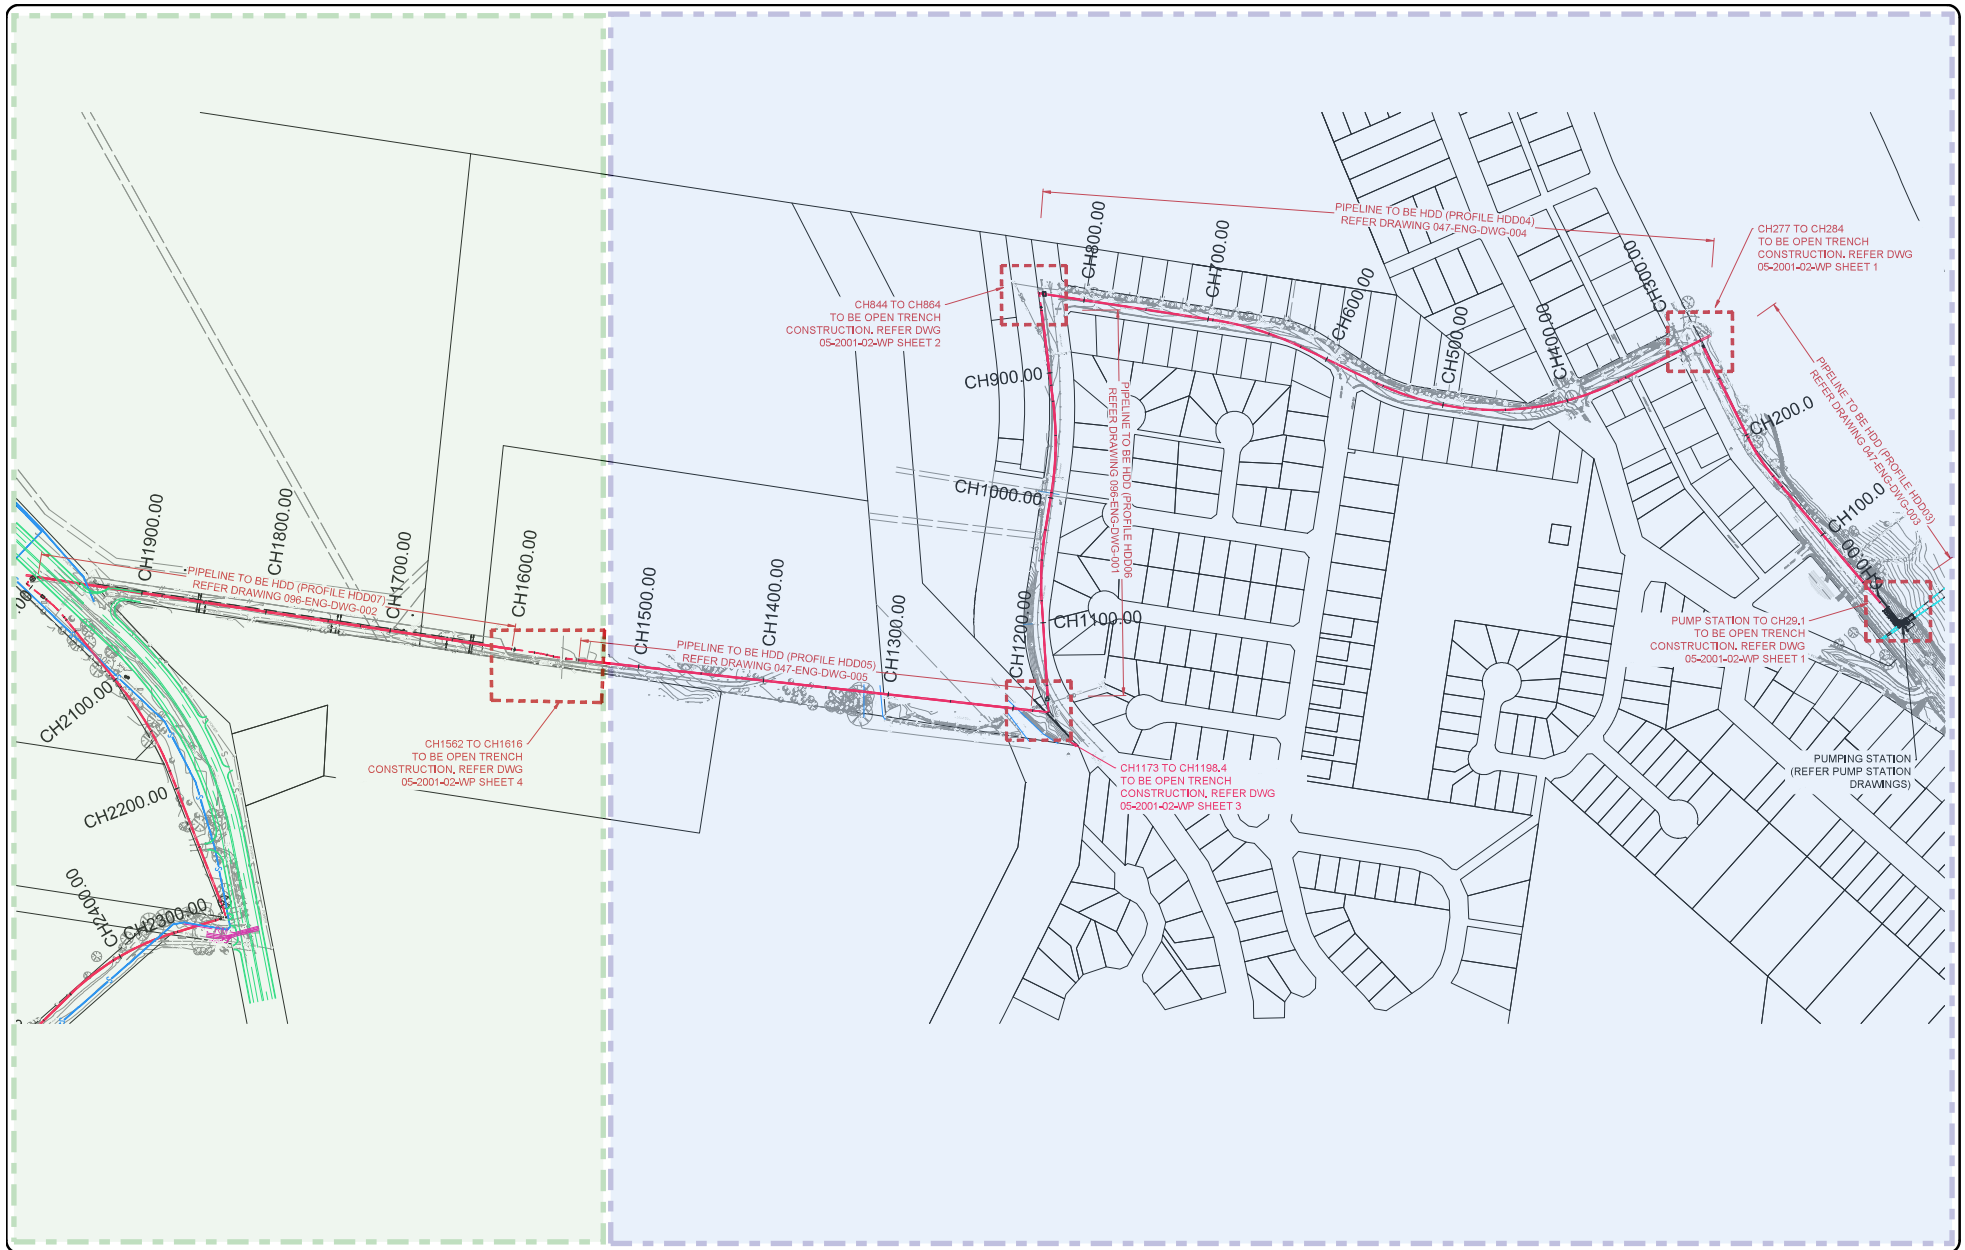 CH800.00
PIPELINE TO BE HDD (PROFILE HDD04)
REFER DRAWING 047-ENG-DWG-004
CH277 TO CH284
TO BE OPEN TRENCH
CONSTRUCTION. REFER DWG
05-2001-02-WP SHEET 1
CH700.00
CH600.00
CH300.00
CH844 TO CH864
TO BE OPEN TRENCH
CONSTRUCTION. REFER DWG
05-2001-02-WP SHEET 2
CH500.00
CH400.00
CH900.00
PIPELINE TO BE HDD (PROFILE HDD06
REFER DRAWING 096-ENG-DWG-001
PIPELINE TO BE HDD (PROFILE HDD03)
REFER DRAWING 047-ENG-DWG-003
CH200.0
CH1000.00
CH100.0
CH0.00
CH1900.00
CH1800.00
CH1700.00
CH1600.00
PIPELINE TO BE HDD (PROFILE HDD07)
REFER DRAWING 096-ENG-DWG-002
CH1500.00
CH1400.00
CH1300.00
CH1200.00
CH1100.00
PIPELINE TO BE HDD (PROFILE HDD05)
REFER DRAWING 047-ENG-DWG-005
PUMP STATION TO CH29.1
TO BE OPEN TRENCH
CONSTRUCTION. REFER DWG
05-2001-02-WP SHEET 1
CH2100.00
CH1562 TO CH1616
TO BE OPEN TRENCH
CONSTRUCTION. REFER DWG
05-2001-02-WP SHEET 4
CH1173 TO CH1198.4
TO BE OPEN TRENCH
CONSTRUCTION. REFER DWG
05-2001-02-WP SHEET 3
PUMPING STATION
(REFER PUMP STATION
DRAWINGS)
CH2200.00
CH2400.00
CH2300.00